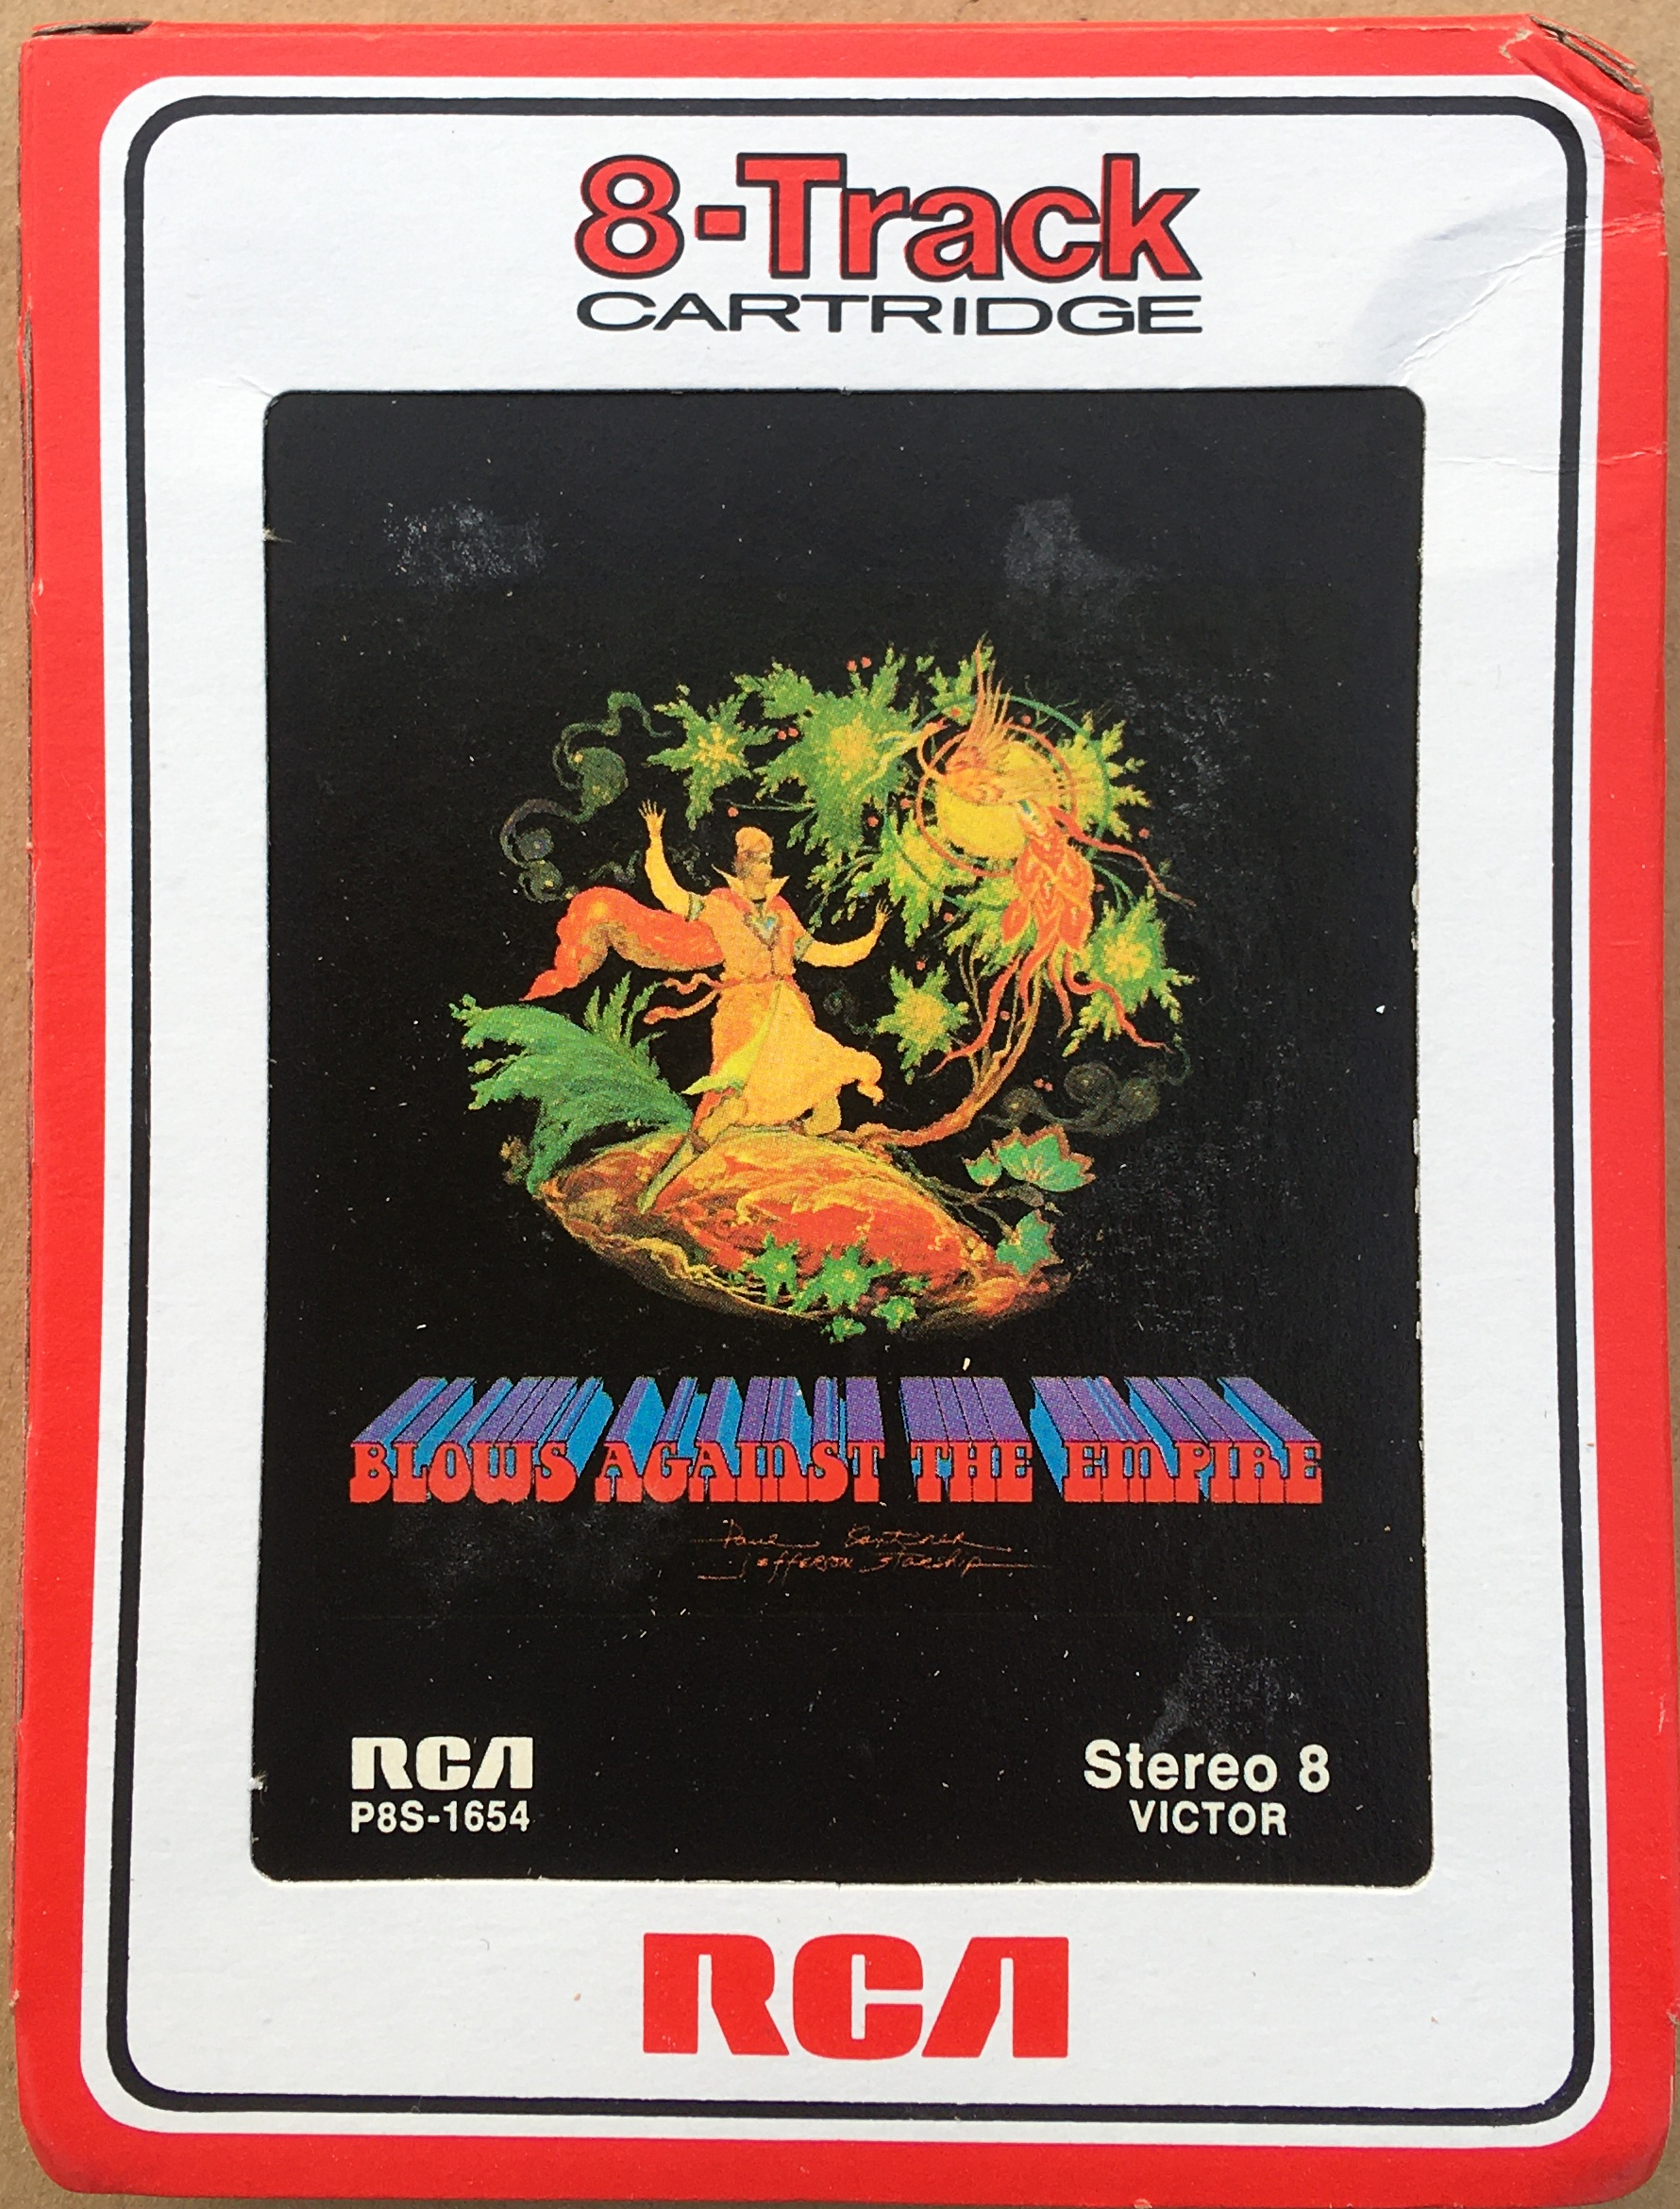 8-Track
CARTRIDGE
BLOWS AGAINST THE EMPIRE
Paul Kantner
Jefferson Starship
RCA
P8S-1654
Stereo 8
VICTOR
RCA